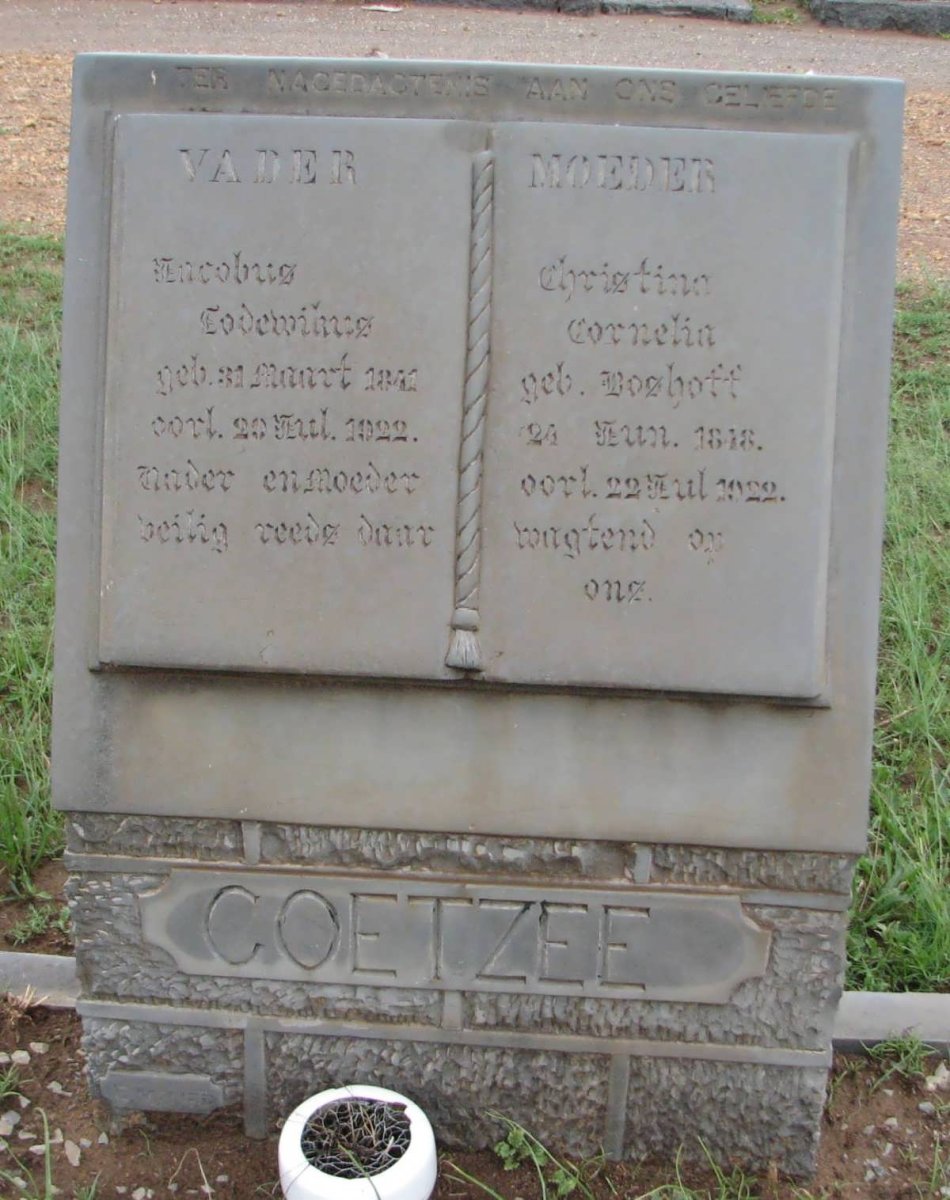 TER NAGEDACTENIS AAN ONS GELIEFDE
VADER
Jacobus
Lodewikus
geb. 31 Maart 1841
oorl. 20 Jul. 1922.
Vader en Moeder
veilig reeds daar
MOEDER
Christina
Cornelia
geb. Boshoff
24 Jun. 1848.
oorl. 22 Jul 1922.
wagtend op
ons.
COETZEE